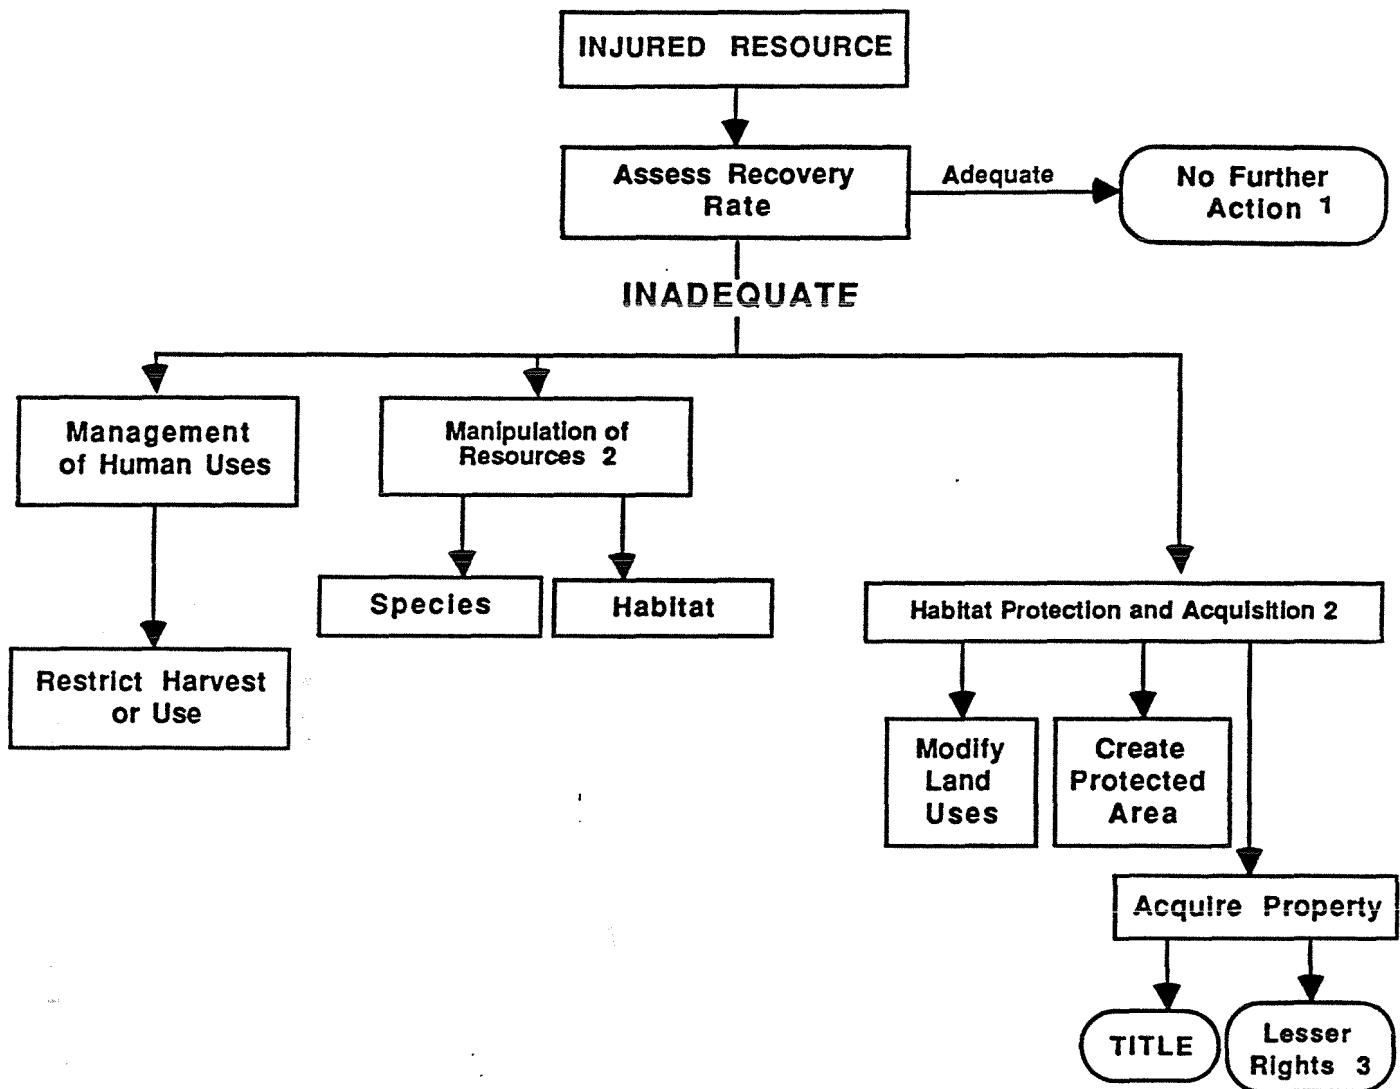 INJURED RESOURCE
Assess Recovery
Rate
Adequate
No Further
Action 1
INADEQUATE
Management
of Human Uses
Manipulation of
Resources 2
Species
Habitat
Habitat Protection and Acquisition 2
Restrict Harvest
or Use
Modify
Land
Uses
Create
Protected
Area
Acquire Property
TITLE
Lesser
Rights 3